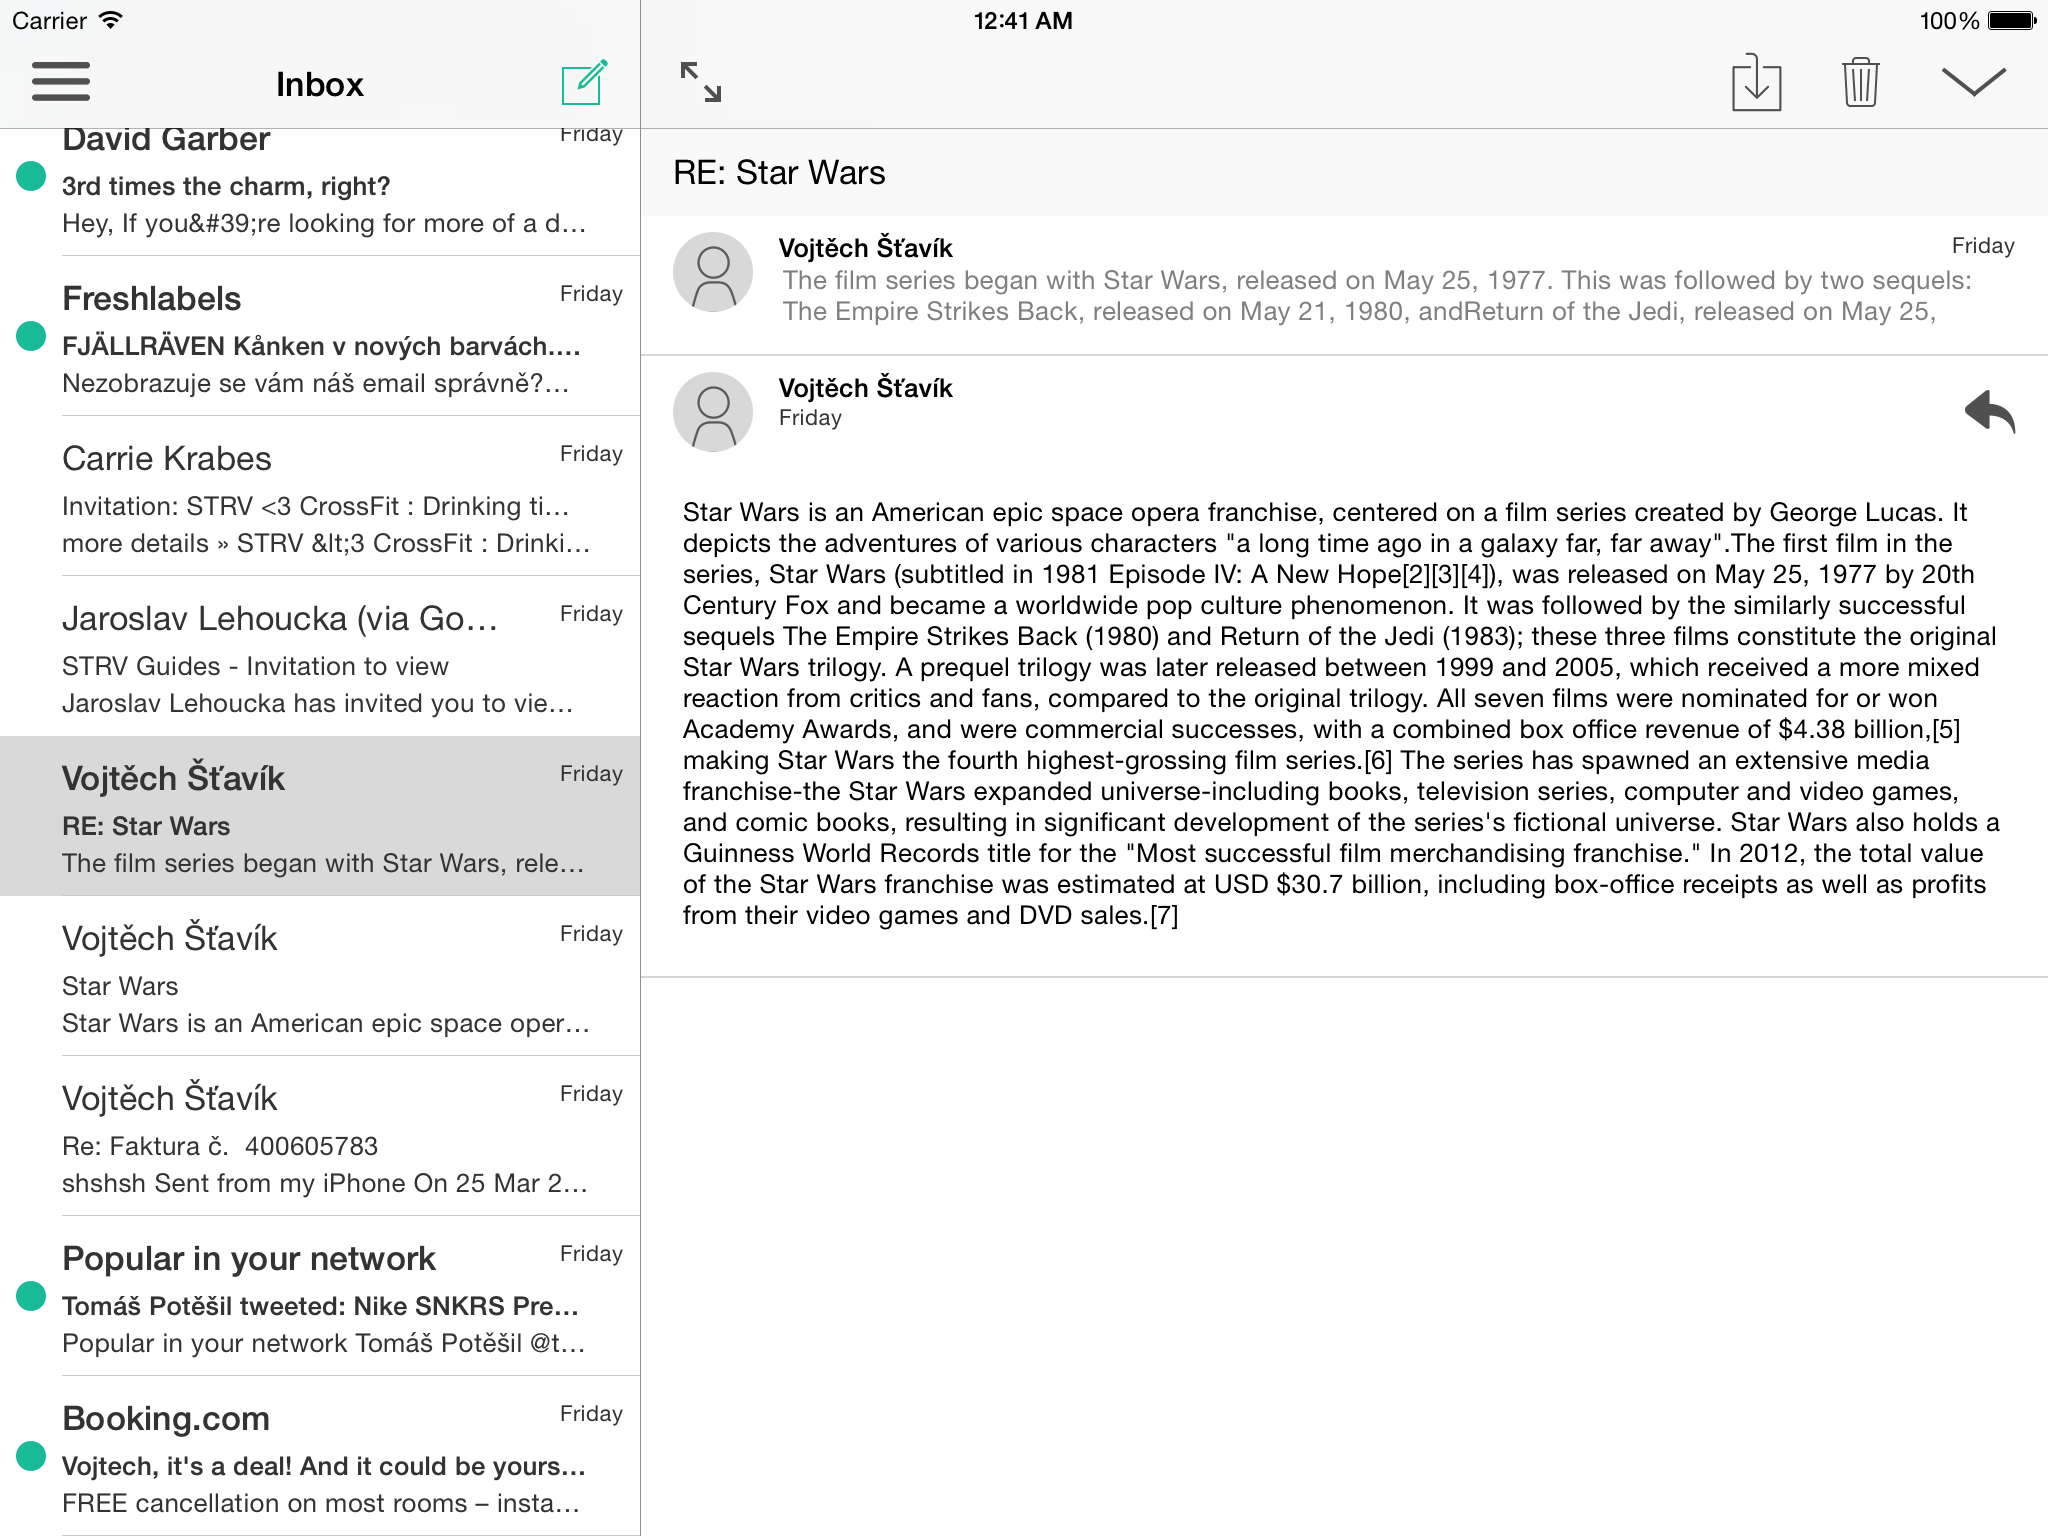 Carrier
12:41 AM
100%
Inbox
David Garber
Friday
3rd times the charm, right?
Hey, If you&#39;re looking for more of a d…
Freshlabels
Friday
FJÄLLRÄVEN Kånken v nových barvách.…
Nezobrazuje se vám náš email správně?…
Carrie Krabes
Friday
Invitation: STRV <3 CrossFit : Drinking ti…
more details » STRV &lt;3 CrossFit : Drinki…
Jaroslav Lehoucka (via Go…
Friday
STRV Guides - Invitation to view
Jaroslav Lehoucka has invited you to vie…
Vojtěch Šťavík
Friday
RE: Star Wars
The film series began with Star Wars, rele…
Vojtěch Šťavík
Friday
Star Wars
Star Wars is an American epic space oper…
Vojtěch Šťavík
Friday
Re: Faktura č.  400605783
shshsh Sent from my iPhone On 25 Mar 2…
Popular in your network
Friday
Tomáš Potěšil tweeted: Nike SNKRS Pre…
Popular in your network Tomáš Potěšil @t…
Booking.com
Friday
Vojtech, it's a deal! And it could be yours…
FREE cancellation on most rooms – insta…
RE: Star Wars
Vojtěch Šťavík
Friday
The film series began with Star Wars, released on May 25, 1977. This was followed by two sequels:
The Empire Strikes Back, released on May 21, 1980, andReturn of the Jedi, released on May 25,
Vojtěch Šťavík
Friday
Star Wars is an American epic space opera franchise, centered on a film series created by George Lucas. It
depicts the adventures of various characters "a long time ago in a galaxy far, far away".The first film in the
series, Star Wars (subtitled in 1981 Episode IV: A New Hope[2][3][4]), was released on May 25, 1977 by 20th
Century Fox and became a worldwide pop culture phenomenon. It was followed by the similarly successful
sequels The Empire Strikes Back (1980) and Return of the Jedi (1983); these three films constitute the original
Star Wars trilogy. A prequel trilogy was later released between 1999 and 2005, which received a more mixed
reaction from critics and fans, compared to the original trilogy. All seven films were nominated for or won
Academy Awards, and were commercial successes, with a combined box office revenue of $4.38 billion,[5]
making Star Wars the fourth highest-grossing film series.[6] The series has spawned an extensive media
franchise-the Star Wars expanded universe-including books, television series, computer and video games,
and comic books, resulting in significant development of the series's fictional universe. Star Wars also holds a
Guinness World Records title for the "Most successful film merchandising franchise." In 2012, the total value
of the Star Wars franchise was estimated at USD $30.7 billion, including box-office receipts as well as profits
from their video games and DVD sales.[7]